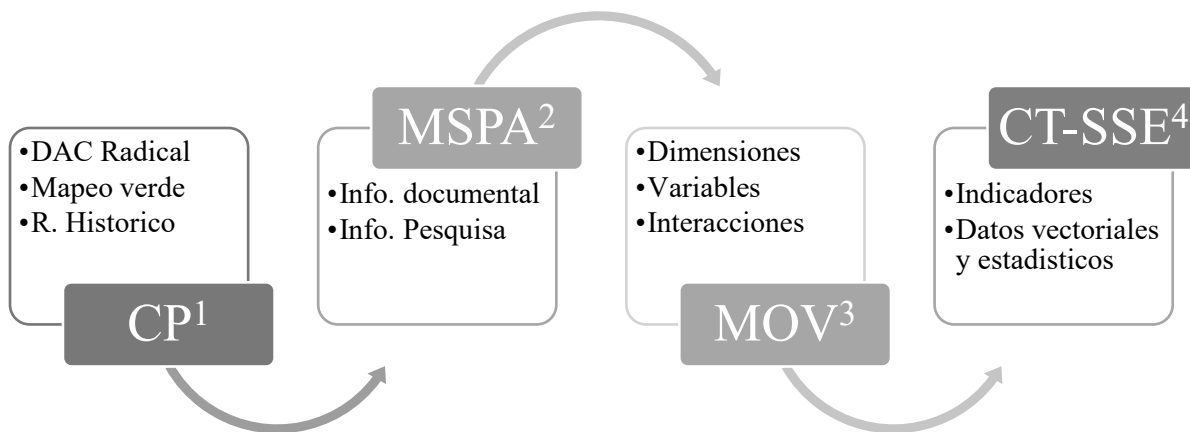 •DAC Radical
•Mapeo verde
•R. Historico
CP¹
MSPA²
•Info. documental
•Info. Pesquisa
•Dimensiones
•Variables
•Interacciones
MOV³
CT-SSE⁴
•Indicadores
•Datos vectoriales
y estadisticos